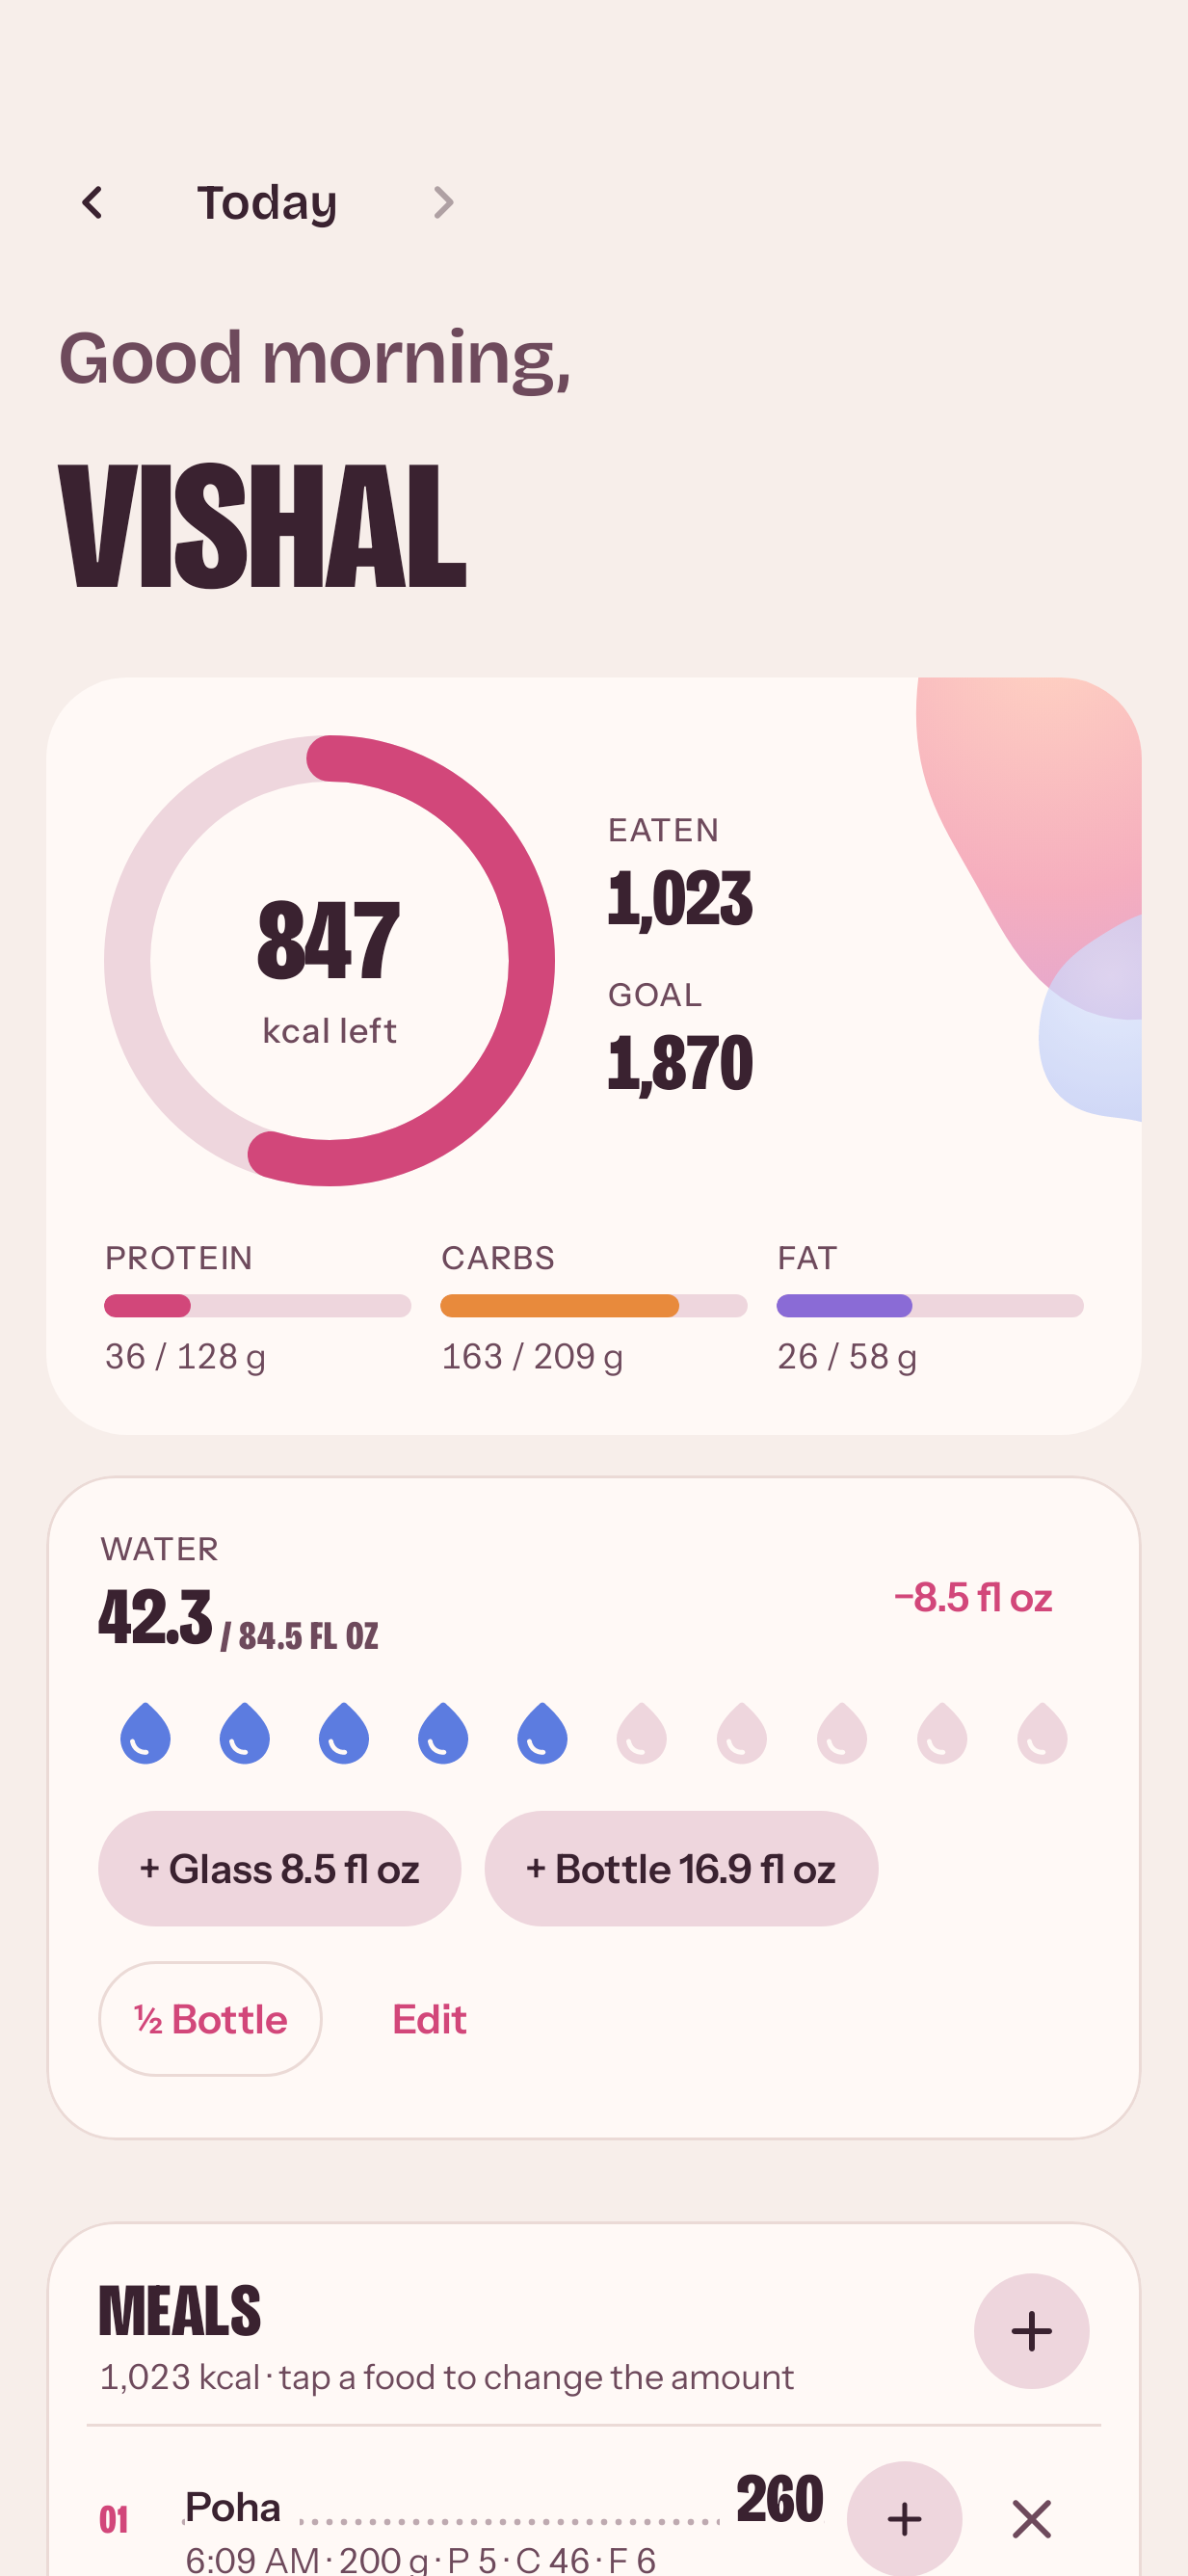 Today
Good morning,
VISHAL
847
kcal left
EATEN
1,023
GOAL
1,870
PROTEIN CARBS FAT
36 / 128 g 163 / 209 g 26 / 58 g
WATER
42.3 / 84.5 FL OZ
−8.5 fl oz
+ Glass 8.5 fl oz + Bottle 16.9 fl oz
½ Bottle Edit
MEALS
1,023 kcal · tap a food to change the amount
01 Poha 260
6:09 AM · 200 g · P 5 · C 46 · F 6